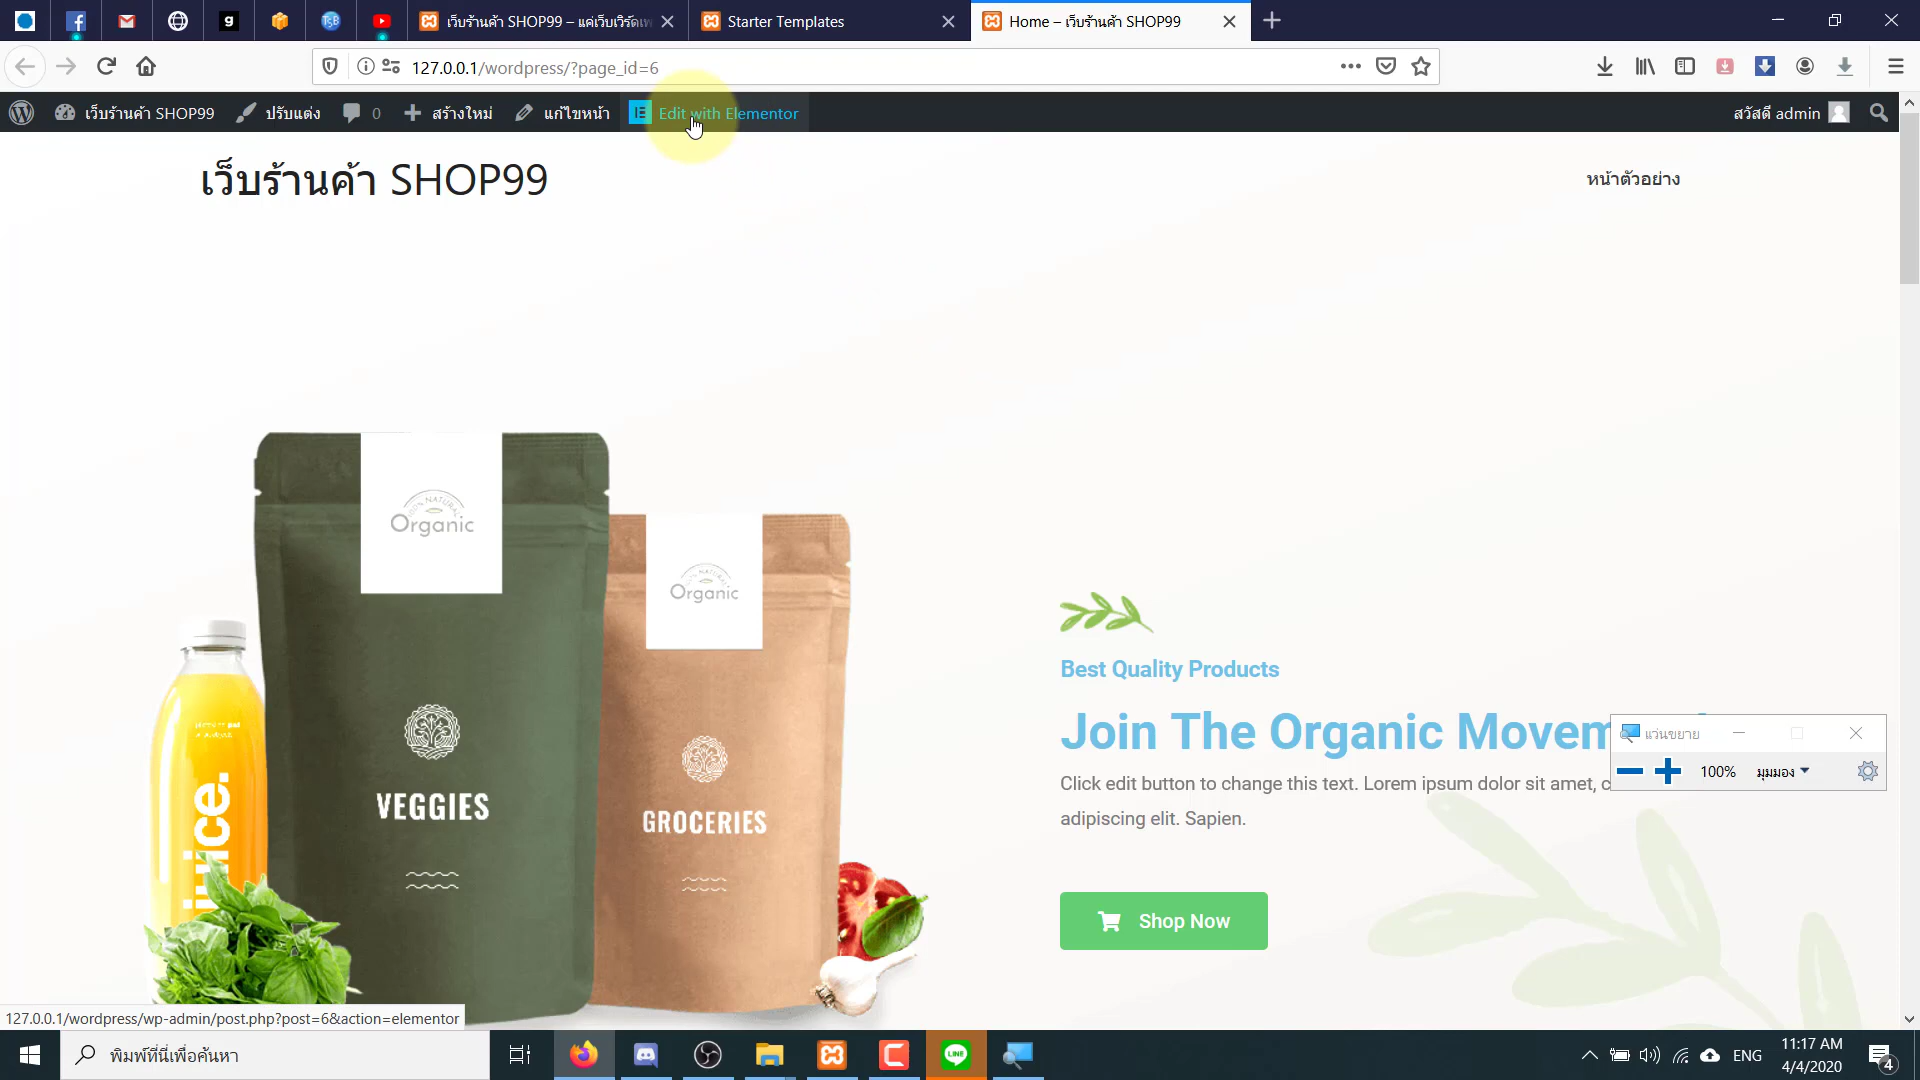 เว็บร้านค้า SHOP99 – แค่เว็บเวิร์ดเพ
Starter Templates
Home – เว็บร้านค้า SHOP99
127.0.0.1/wordpress/?page_id=6
เว็บร้านค้า SHOP99
ปรับแต่ง
0
สร้างใหม่
แก้ไขหน้า
Edit with Elementor
สวัสดี admin
เว็บร้านค้า SHOP99
หน้าตัวอย่าง
100% NATURAL
Organic
100% NATURAL
Organic
VEGGIES
GROCERIES
juice.
Best Quality Products
Join The Organic Movem
Click edit button to change this text. Lorem ipsum dolor sit amet, c
adipiscing elit. Sapien.
Shop Now
แว่นขยาย
100%
มุมมอง
127.0.0.1/wordpress/wp-admin/post.php?post=6&action=elementor
พิมพ์ที่นี่เพื่อค้นหา
LINE
ENG
11:17 AM
4/4/2020
4